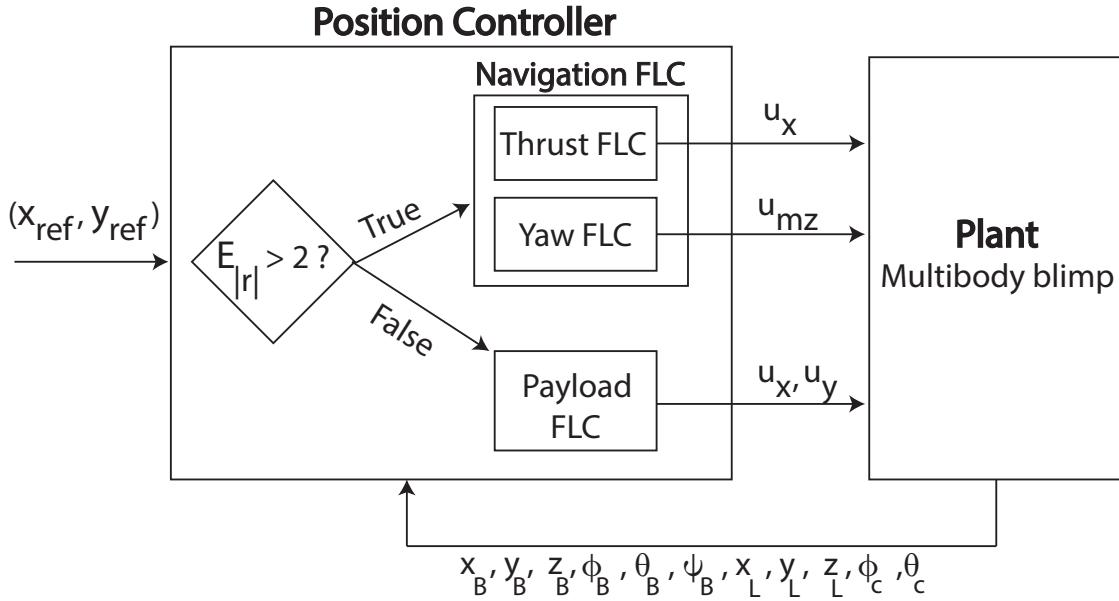 Position Controller
Navigation FLC
Thrust FLC
u_x
(x_ref, y_ref)
True
Yaw FLC
u_mz
E_|r| > 2 ?
Plant
Multibody blimp
False
Payload
FLC
u_x, u_y
x_B, y_B, z_B, ϕ_B, θ_B, ψ_B, x_L, y_L, z_L, ϕ_c, θ_c